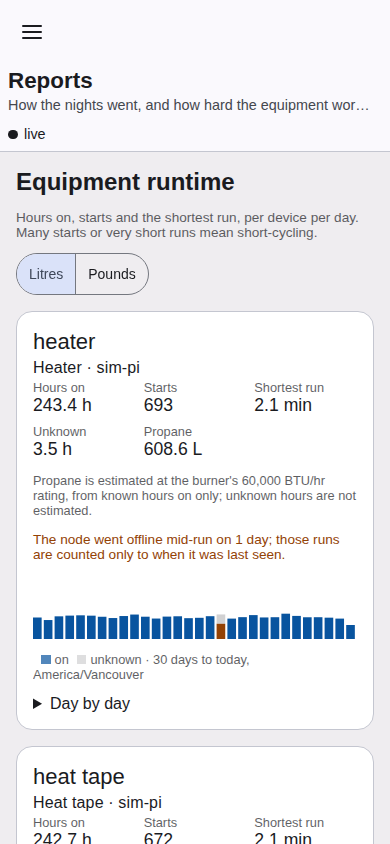 Reports
How the nights went, and how hard the equipment wor…
live
Equipment runtime
Hours on, starts and the shortest run, per device per day.
Many starts or very short runs mean short-cycling.
Litres Pounds
heater
Heater · sim-pi
Hours on Starts Shortest run
243.4 h 693 2.1 min
Unknown Propane
3.5 h 608.6 L
Propane is estimated at the burner's 60,000 BTU/hr
rating, from known hours on only; unknown hours are not
estimated.
The node went offline mid-run on 1 day; those runs
are counted only to when it was last seen.
on unknown · 30 days to today,
America/Vancouver
Day by day
heat tape
Heat tape · sim-pi
Hours on Starts Shortest run
242.7 h 672 2.1 min